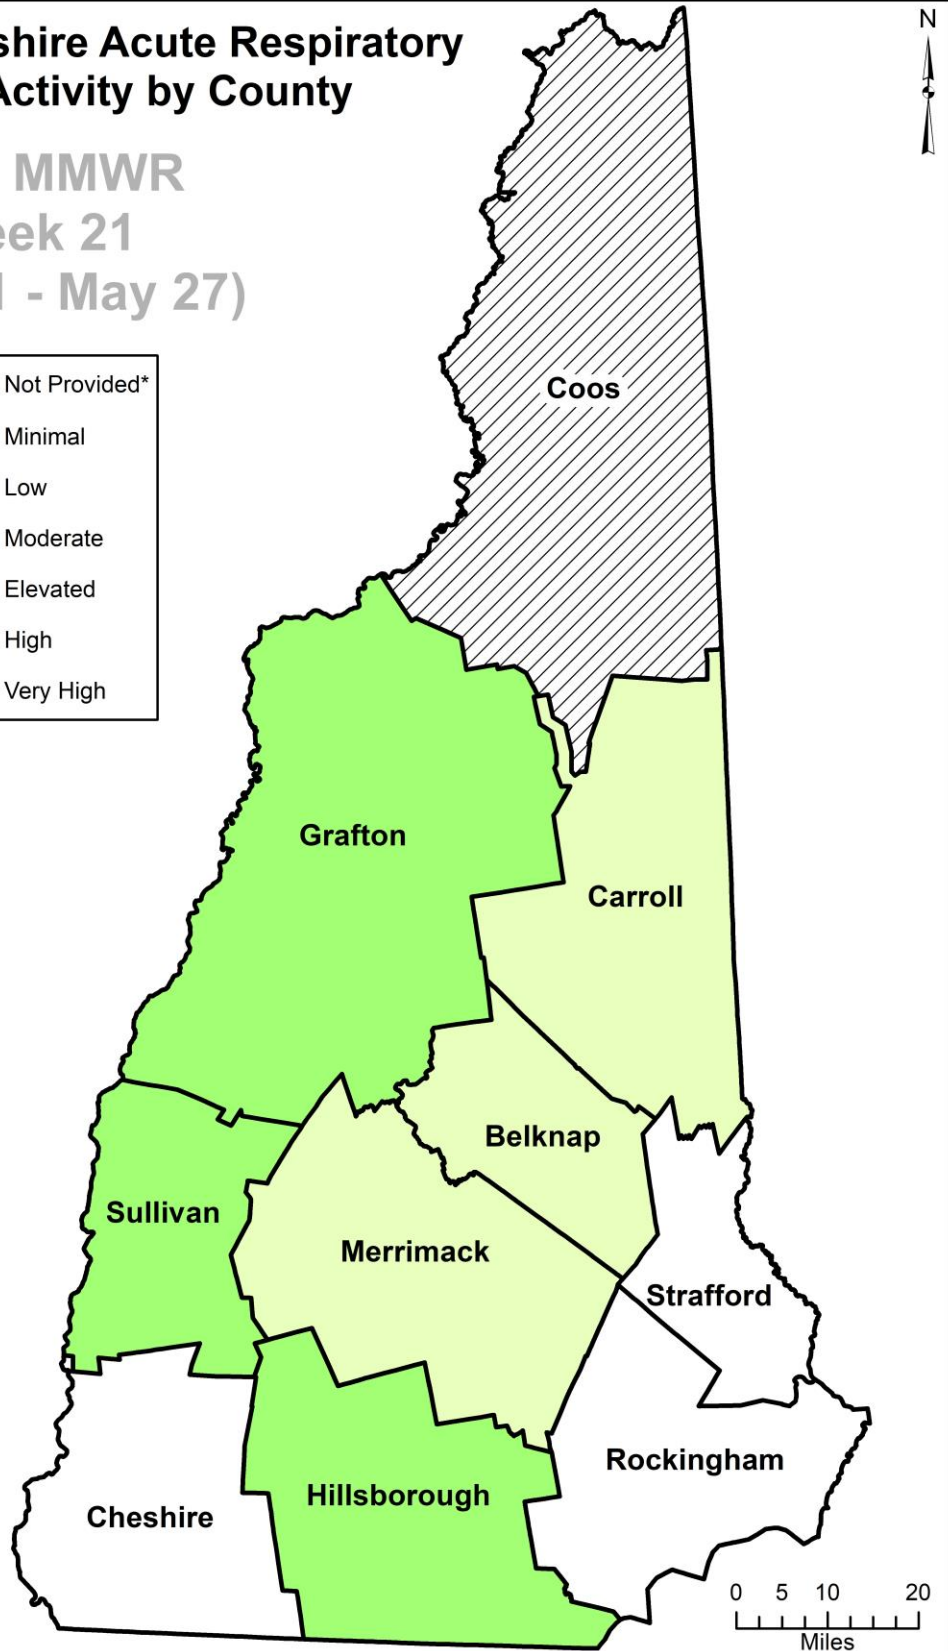 shire Acute Respiratory
Activity by County
N
MMWR
eek 21
- May 27)
Not Provided*
Minimal
Low
Moderate
Elevated
High
Very High
Coos
Grafton
Carroll
Belknap
Sullivan
Merrimack
Strafford
Rockingham
Hillsborough
Cheshire
0 5 10 20
Miles